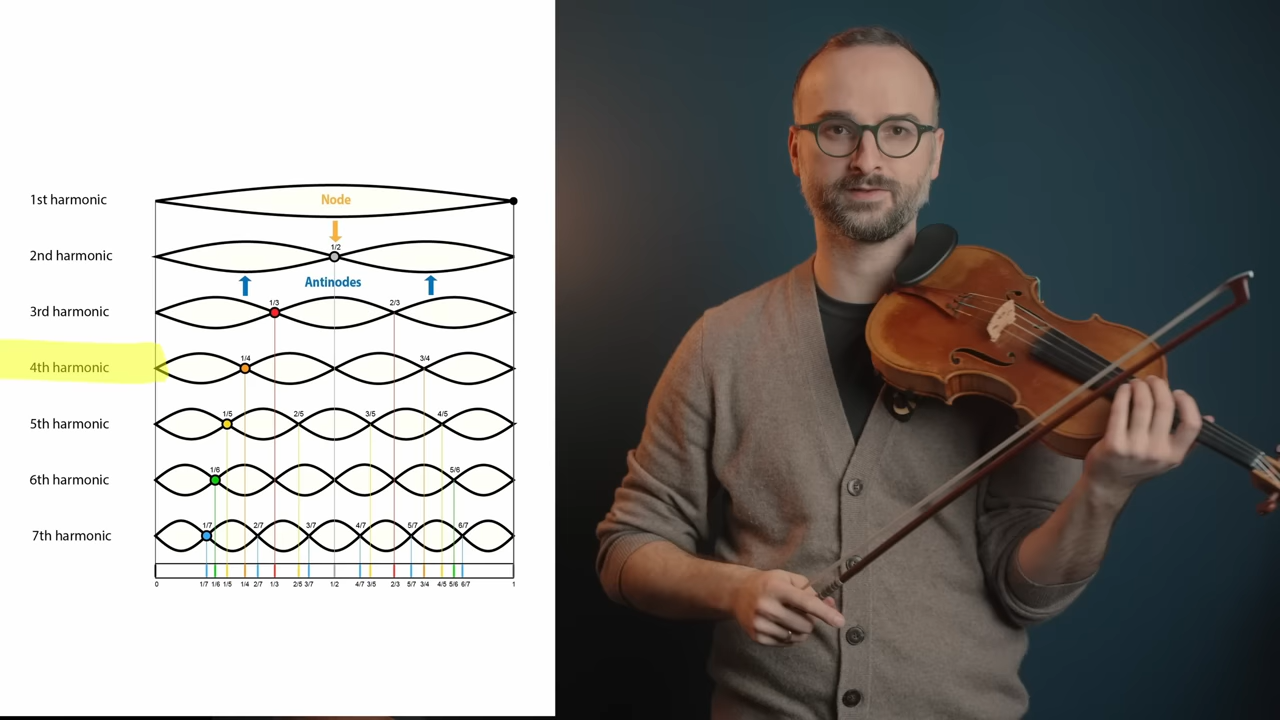 1st harmonic
Node
2nd harmonic
1/2
Antinodes
3rd harmonic
1/3 2/3
4th harmonic
1/4 3/4
5th harmonic
1/5 2/5 3/5 4/5
6th harmonic
1/6 5/6
7th harmonic
1/7 2/7 3/7 4/7 5/7 6/7
0 1/7 1/6 1/5 1/4 2/7 1/3 2/5 3/7 1/2 4/7 3/5 2/3 5/7 3/4 4/5 5/6 6/7 1